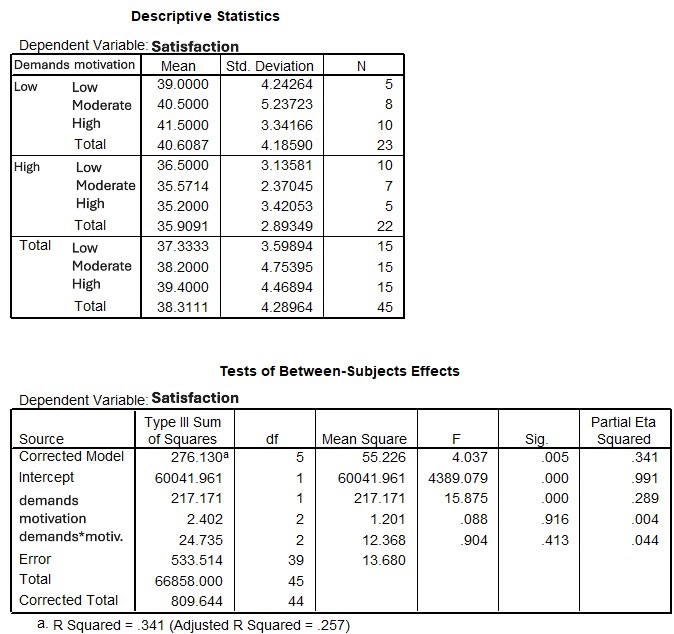 Descriptive Statistics
Dependent Variable: Satisfaction
Demands motivation Mean Std. Deviation N
Low Low 39.0000 4.24264 5
Moderate 40.5000 5.23723 8
High 41.5000 3.34166 10
Total 40.6087 4.18590 23
High Low 36.5000 3.13581 10
Moderate 35.5714 2.37045 7
High 35.2000 3.42053 5
Total 35.9091 2.89349 22
Total Low 37.3333 3.59894 15
Moderate 38.2000 4.75395 15
High 39.4000 4.46894 15
Total 38.3111 4.28964 45
Tests of Between-Subjects Effects
Dependent Variable: Satisfaction
Source Type III Sum of Squares df Mean Square F Sig. Partial Eta Squared
Corrected Model 276.130a 5 55.226 4.037 .005 .341
Intercept 60041.961 1 60041.961 4389.079 .000 .991
demands 217.171 1 217.171 15.875 .000 .289
motivation 2.402 2 1.201 .088 .916 .004
demands*motiv. 24.735 2 12.368 .904 .413 .044
Error 533.514 39 13.680
Total 66858.000 45
Corrected Total 809.644 44
a. R Squared = .341 (Adjusted R Squared = .257)